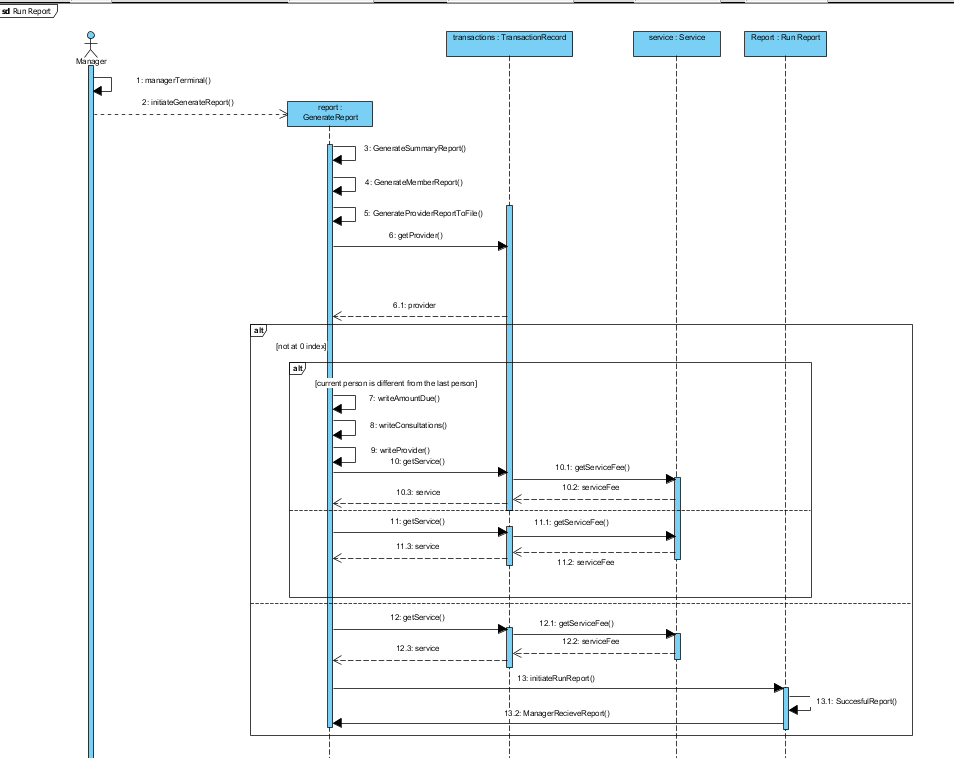 sd Run Report
transactions : TransactionRecord
service : Service
Report : Run Report
Manager
1: managerTerminal()
2: initiateGenerateReport()
report :
GenerateReport
3: GenerateSummaryReport()
4: GenerateMemberReport()
5: GenerateProviderReportToFile()
6: getProvider()
6.1: provider
alt
[not at 0 index]
alt
[current person is different from the last person]
7: writeAmountDue()
8: writeConsultations()
9: writeProvider()
10: getService()
10.1: getServiceFee()
10.2: serviceFee
10.3: service
11: getService()
11.1: getServiceFee()
11.3: service
11.2: serviceFee
12: getService()
12.1: getServiceFee()
12.2: serviceFee
12.3: service
13: initiateRunReport()
13.1: SuccesfulReport()
13.2: ManagerRecieveReport()